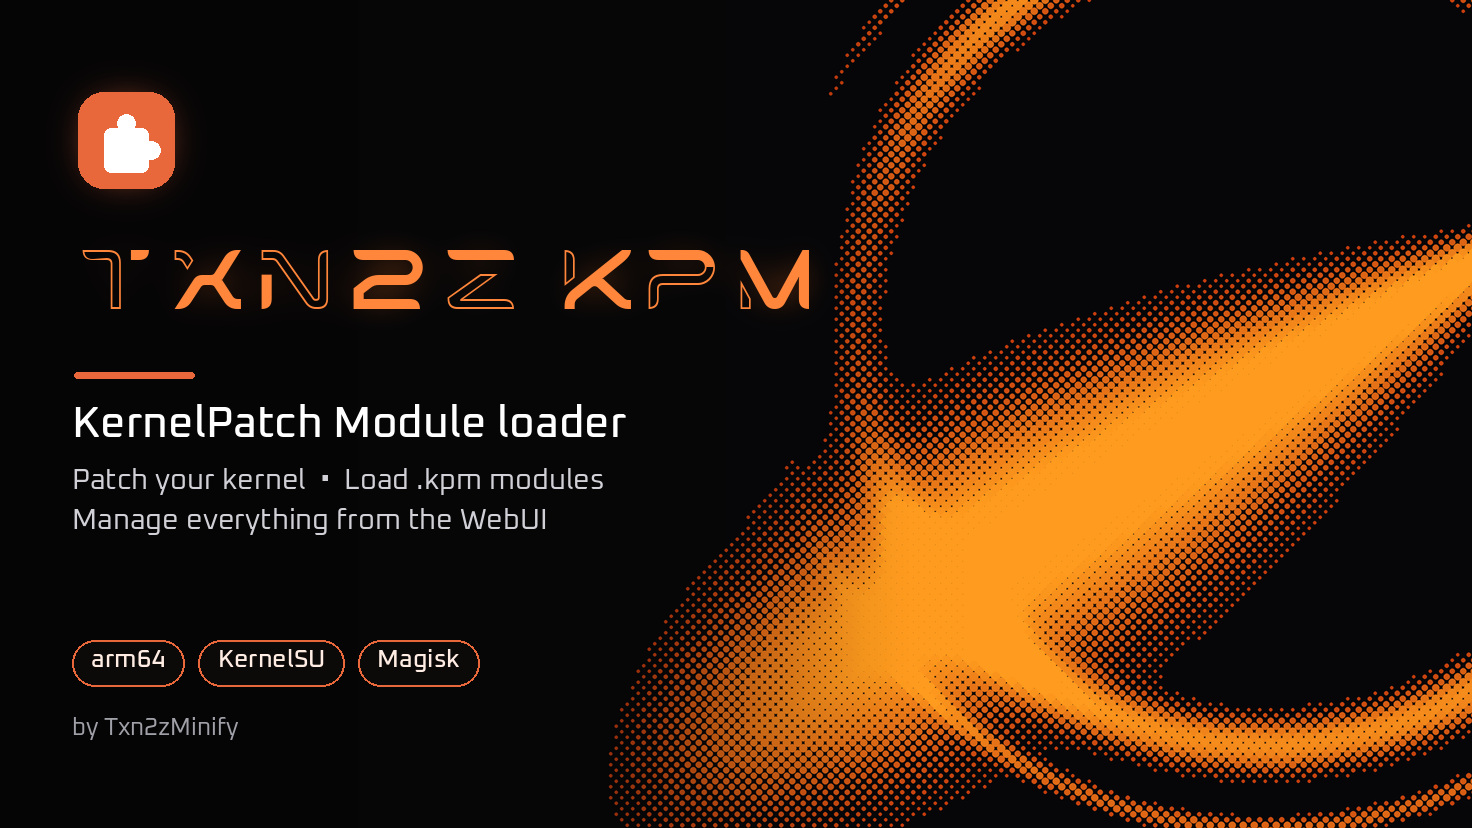 TXN2Z KPM
KernelPatch Module loader
Patch your kernel · Load .kpm modules
Manage everything from the WebUI
arm64 KernelSU Magisk
by Txn2zMinify